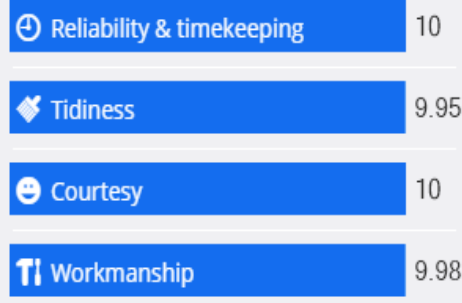 Reliability & timekeeping 10
Tidiness 9.95
Courtesy 10
Workmanship 9.98